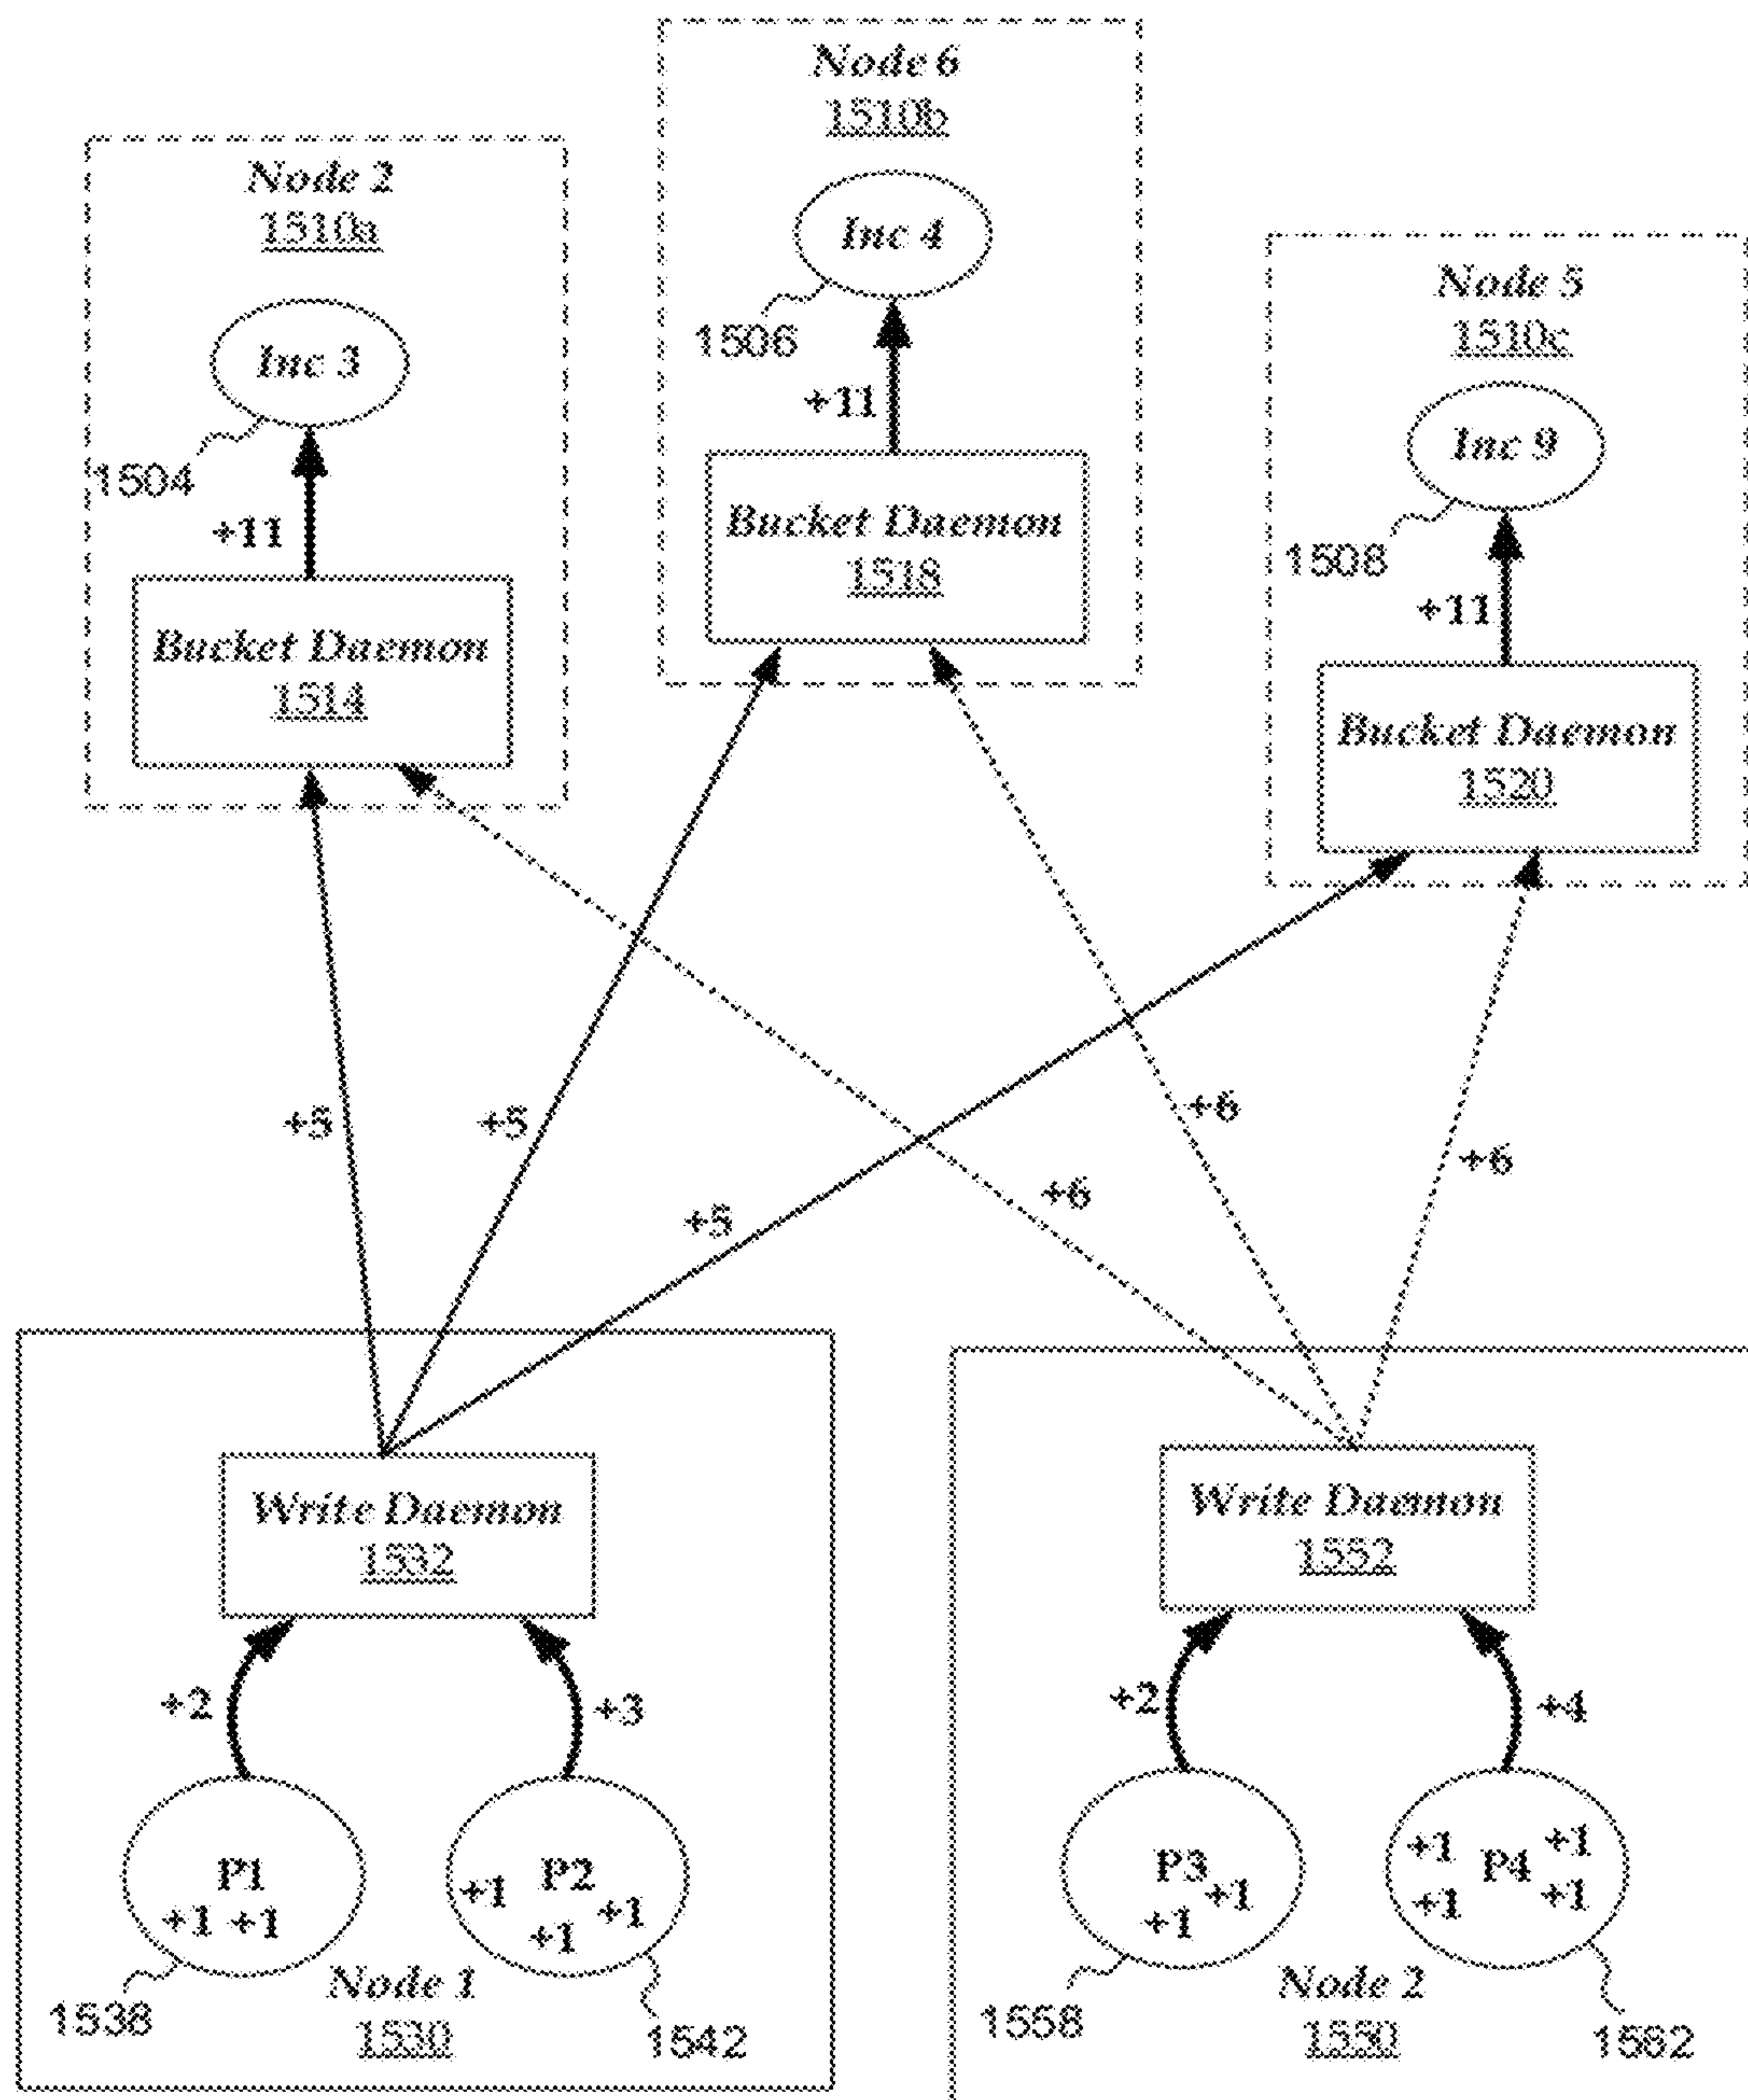 Node 6
1510b
Inc 4
1506
+11
Bucket Daemon
1518
Node 2
1510a
Inc 3
1504
+11
Bucket Daemon
1514
Node 5
1510c
Inc 9
1508
+11
Bucket Daemon
1520
+5
+5
+5
+6
+6
+6
Write Daemon
1532
+2
+3
P1
+1 +1
P2
+1
+1
+1
1538
Node 1
1530
1542
Write Daemon
1552
+2
+4
P3
+1
+1
P4
+1
+1
+1
+1
1558
Node 2
1550
1562